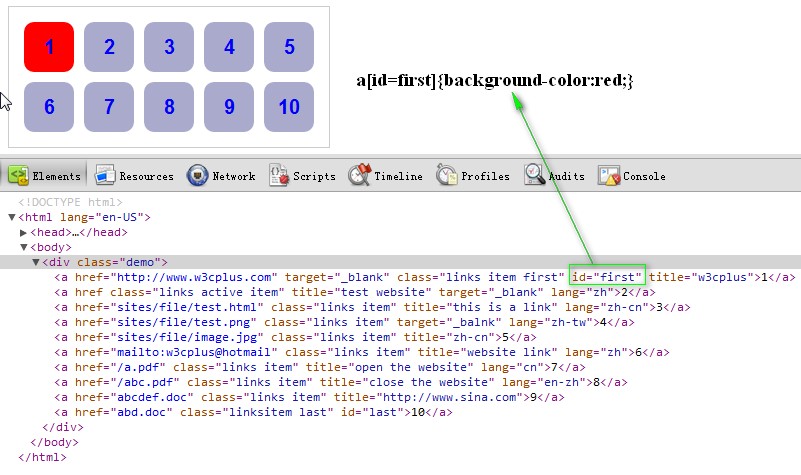 1 2 3 4 5
6 7 8 9 10
a[id=first]{background-color:red;}
Elements Resources Network Scripts Timeline Profiles Audits Console
<!DOCTYPE html>
<html lang="en-US">
<head>…</head>
<body>
<div class="demo">
<a href="http://www.w3cplus.com" target="_blank" class="links item first" id="first" title="w3cplus">1</a>
<a href class="links active item" title="test website" target="_blank" lang="zh">2</a>
<a href="sites/file/test.html" class="links item" title="this is a link" lang="zh-cn">3</a>
<a href="sites/file/test.png" class="links item" target="_balnk" lang="zh-tw">4</a>
<a href="sites/file/image.jpg" class="links item" title="zh-cn">5</a>
<a href="mailto:w3cplus@hotmail" class="links item" title="website link" lang="zh">6</a>
<a href="/a.pdf" class="links item" title="open the website" lang="cn">7</a>
<a href="/abc.pdf" class="links item" title="close the website" lang="en-zh">8</a>
<a href="abcdef.doc" class="links item" title="http://www.sina.com">9</a>
<a href="abd.doc" class="linksitem last" id="last">10</a>
</div>
</body>
</html>